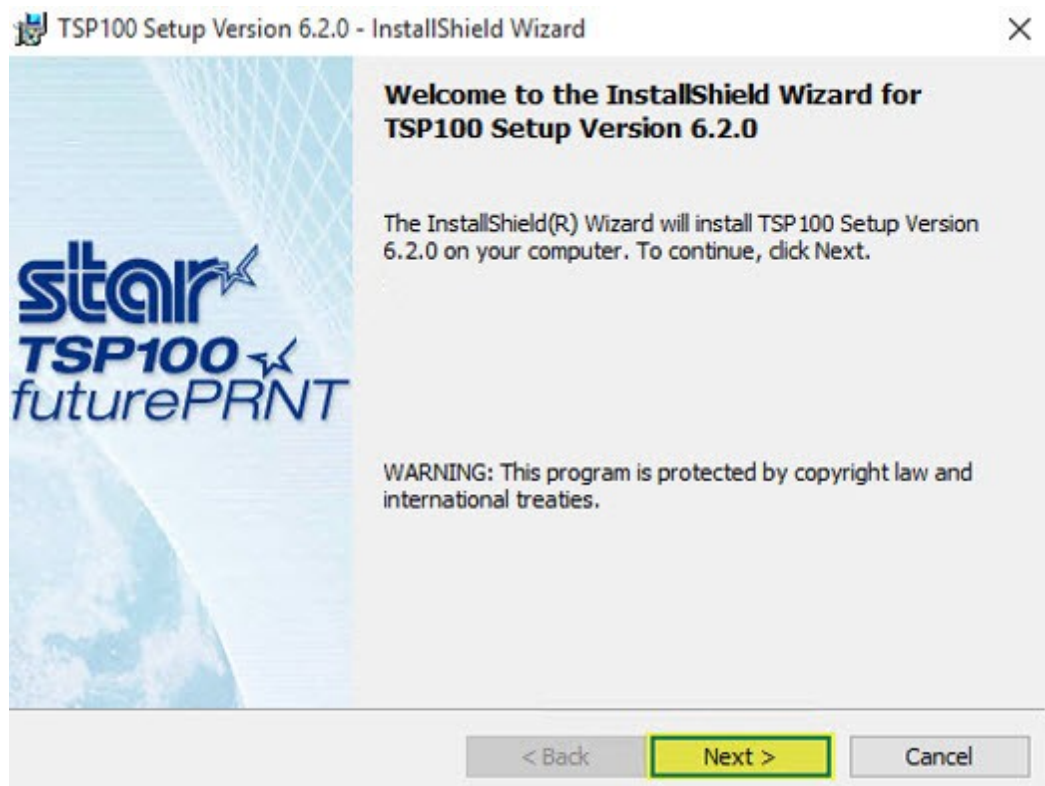 TSP100 Setup Version 6.2.0 - InstallShield Wizard
Welcome to the InstallShield Wizard for
TSP100 Setup Version 6.2.0
The InstallShield(R) Wizard will install TSP100 Setup Version
6.2.0 on your computer. To continue, click Next.
star
TSP100
futurePRNT
WARNING: This program is protected by copyright law and
international treaties.
< Back
Next >
Cancel